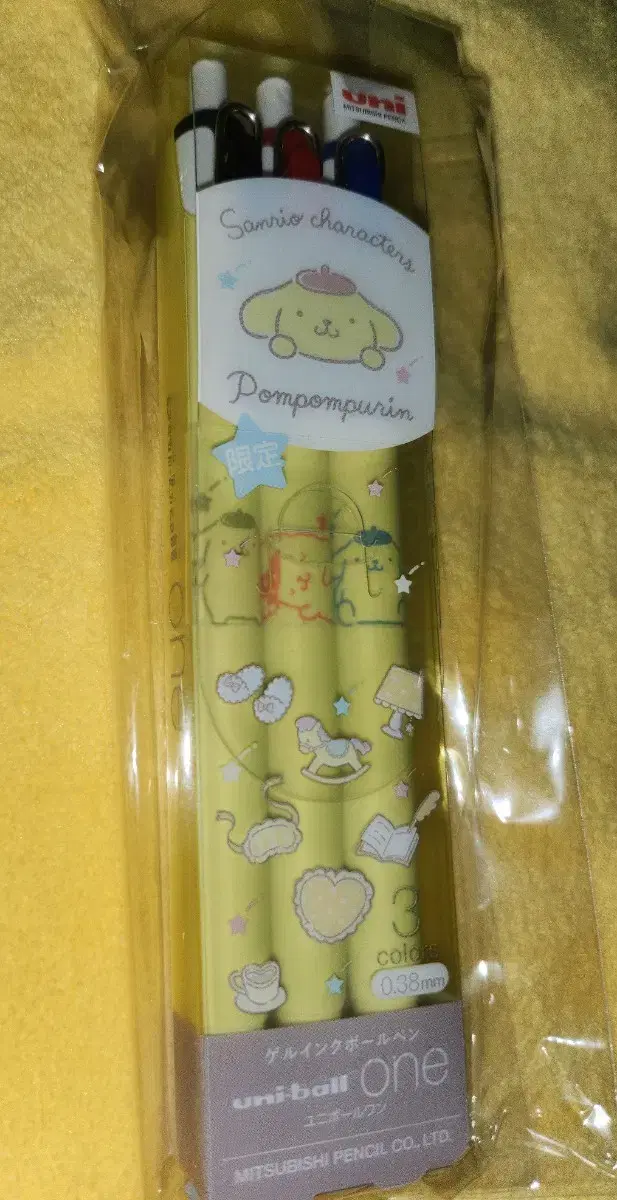 uni
MITSUBISHI PENCIL
Sanrio characters
Pompompurin
限定
one
3
colors
0.38mm
ゲルインクボールペン
uni-ball one
ユニボールワン
MITSUBISHI PENCIL CO., LTD.